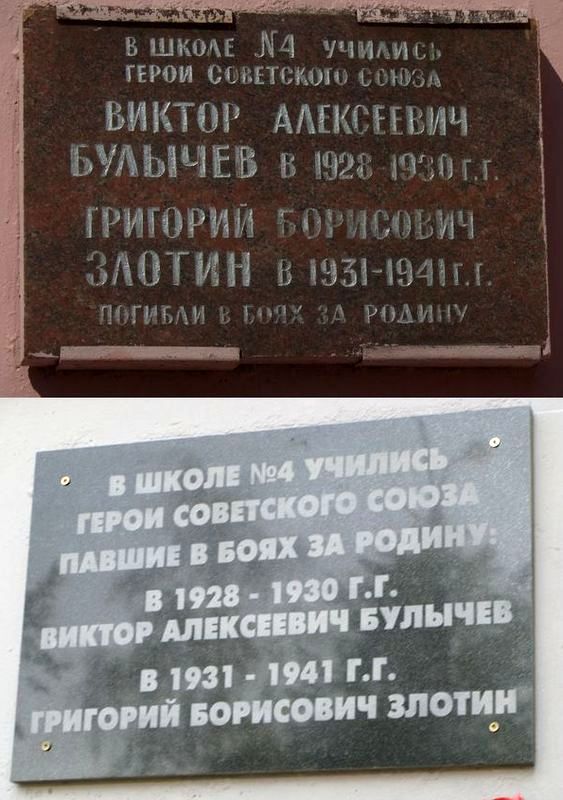 В ШКОЛЕ №4 УЧИЛИСЬ
ГЕРОИ СОВЕТСКОГО СОЮЗА
ВИКТОР АЛЕКСЕЕВИЧ
БУЛЫЧЕВ В 1928-1930 Г.Г.
ГРИГОРИЙ БОРИСОВИЧ
ЗЛОТИН В 1931-1941 Г.Г.
ПОГИБЛИ В БОЯХ ЗА РОДИНУ
В ШКОЛЕ №4 УЧИЛИСЬ
ГЕРОИ СОВЕТСКОГО СОЮЗА
ПАВШИЕ В БОЯХ ЗА РОДИНУ:
В 1928 - 1930 Г.Г.
ВИКТОР АЛЕКСЕЕВИЧ БУЛЫЧЕВ
В 1931 - 1941 Г.Г.
ГРИГОРИЙ БОРИСОВИЧ ЗЛОТИН